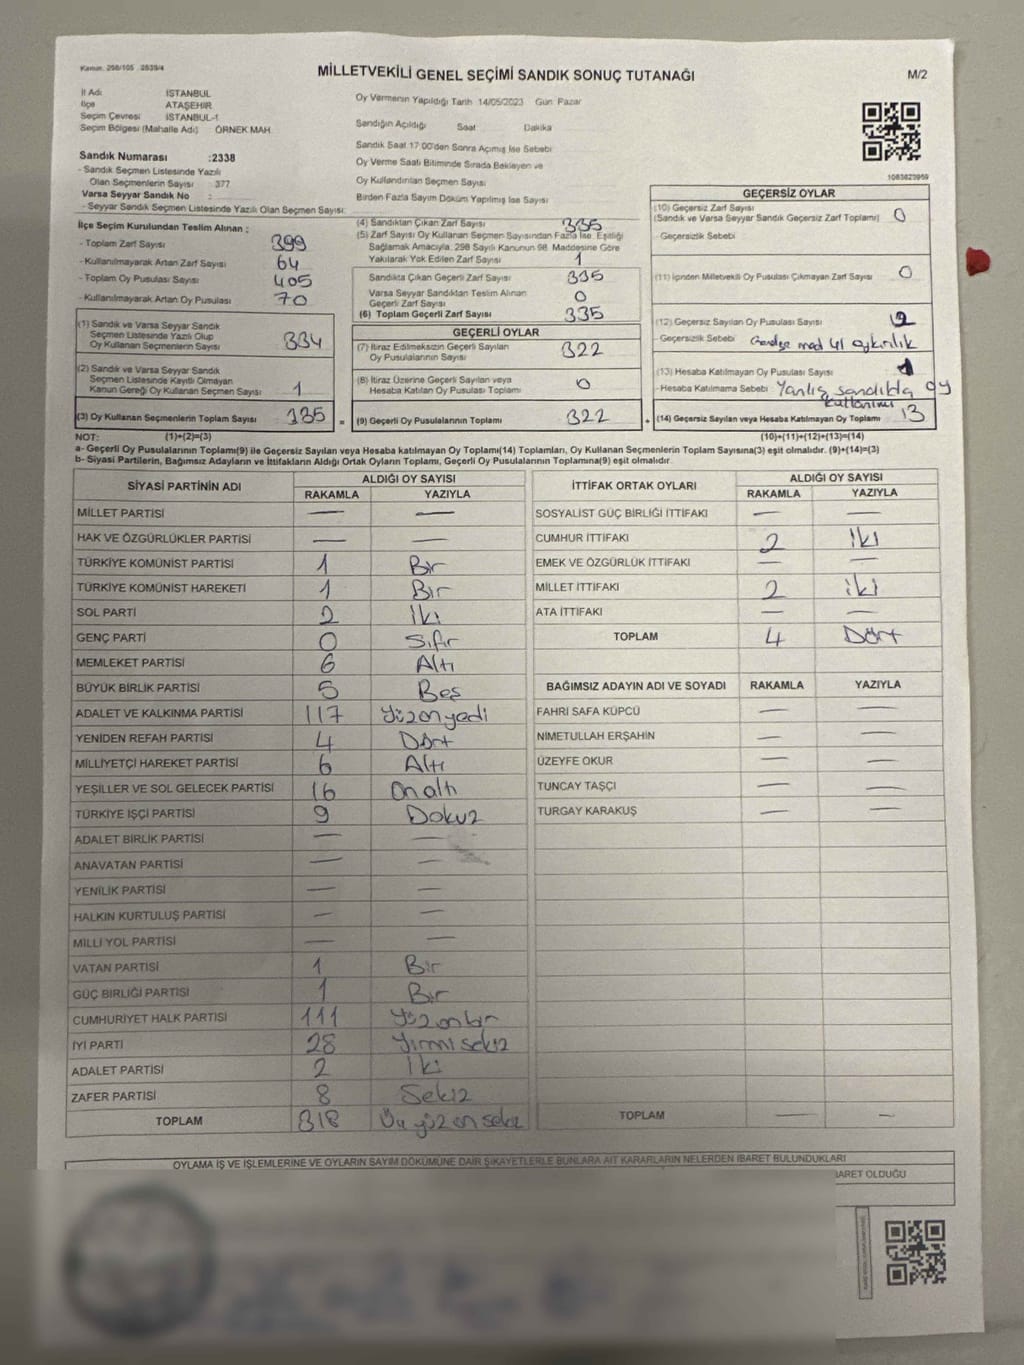 Kanun. 298/105 . 2839/4
MİLLETVEKİLİ GENEL SEÇİMİ SANDIK SONUÇ TUTANAĞI
M/2
İl Adı İSTANBUL
İlçe ATAŞEHİR
Seçim Çevresi İSTANBUL-1
Seçim Bölgesi (Mahalle Adı) ÖRNEK MAH.
Sandık Numarası :2338
- Sandık Seçmen Listesinde Yazılı
Olan Seçmenlerin Sayısı : 377
Varsa Seyyar Sandık No :
- Seyyar Sandık Seçmen Listesinde Yazılı Olan Seçmen Sayısı:
Oy Vermenin Yapıldığı Tarih 14/05/2023 Gün Pazar
Sandığın Açıldığı Saat Dakika
Sandık Saat 17:00'den Sonra Açılmış İse Sebebi
Oy Verme Saati Bitiminde Sırada Bekleyen ve
Oy Kullandırılan Seçmen Sayısı
Birden Fazla Sayım Döküm Yapılmış İse Sayısı
1083623959
İlçe Seçim Kurulundan Teslim Alınan ;
- Toplam Zarf Sayısı 399
- Kullanılmayarak Artan Zarf Sayısı 64
- Toplam Oy Pusulası Sayısı 405
- Kullanılmayarak Artan Oy Pusulası 70
(1) Sandık ve Varsa Seyyar Sandık
Seçmen Listesinde Yazılı Olup
Oy Kullanan Seçmenlerin Sayısı 334
(2) Sandık ve Varsa Seyyar Sandık
Seçmen Listesinde Kayıtlı Olmayan
Kanun Gereği Oy Kullanan Seçmen Sayısı 1
(3) Oy Kullanan Seçmenlerin Toplam Sayısı 335 =
(4) Sandıktan Çıkan Zarf Sayısı 335
(5) Zarf Sayısı Oy Kullanan Seçmen Sayısından Fazla İse, Eşitliği
Sağlamak Amacıyla, 298 Sayılı Kanunun 98. Maddesine Göre
Yakılarak Yok Edilen Zarf Sayısı 1
Sandıkta Çıkan Geçerli Zarf Sayısı 335
Varsa Seyyar Sandıktan Teslim Alınan
Geçerli Zarf Sayısı 0
(6) Toplam Geçerli Zarf Sayısı 335
GEÇERLİ OYLAR
(7) İtiraz Edilmeksizin Geçerli Sayılan
Oy Pusulalarının Sayısı 322
(8) İtiraz Üzerine Geçerli Sayılan veya
Hesaba Katılan Oy Pusulası Toplamı 0
(9) Geçerli Oy Pusulalarının Toplamı 322 +
GEÇERSİZ OYLAR
(10) Geçersiz Zarf Sayısı
(Sandık ve Varsa Seyyar Sandık Geçersiz Zarf Toplamı) 0
- Geçersizlik Sebebi
(11) İçinden Milletvekili Oy Pusulası Çıkmayan Zarf Sayısı 0
(12) Geçersiz Sayılan Oy Pusulası Sayısı 12
- Geçersizlik Sebebi Genelge mad 41 aykırılık
(13) Hesaba Katılmayan Oy Pusulası Sayısı 1
- Hesaba Katılmama Sebebi Yanlış sandıkta oy
kullanımı
(14) Geçersiz Sayılan veya Hesaba Katılmayan Oy Toplamı 13
NOT: (1)+(2)=(3) (10)+(11)+(12)+(13)=(14)
a- Geçerli Oy Pusulalarının Toplamı(9) ile Geçersiz Sayılan veya Hesaba katılmayan Oy Toplamı(14) Toplamları, Oy Kullanan Seçmenlerin Toplam Sayısına(3) eşit olmalıdır. (9)+(14)=(3)
b- Siyasi Partilerin, Bağımsız Adayların ve İttifakların Aldığı Ortak Oyların Toplamı, Geçerli Oy Pusulalarının Toplamına(9) eşit olmalıdır.
SİYASİ PARTİNİN ADI ALDIĞI OY SAYISI
RAKAMLA YAZIYLA
MİLLET PARTİSİ — —
HAK VE ÖZGÜRLÜKLER PARTİSİ — —
TÜRKİYE KOMÜNİST PARTİSİ 1 Bir
TÜRKİYE KOMÜNİST HAREKETİ 1 Bir
SOL PARTİ 2 İki
GENÇ PARTİ 0 Sıfır
MEMLEKET PARTİSİ 6 Altı
BÜYÜK BİRLİK PARTİSİ 5 Beş
ADALET VE KALKINMA PARTİSİ 117 Yüzonyedi
YENİDEN REFAH PARTİSİ 4 Dört
MİLLİYETÇİ HAREKET PARTİSİ 6 Altı
YEŞİLLER VE SOL GELECEK PARTİSİ 16 Onaltı
TÜRKİYE İŞÇİ PARTİSİ 9 Dokuz
ADALET BİRLİK PARTİSİ — —
ANAVATAN PARTİSİ — —
YENİLİK PARTİSİ — —
HALKIN KURTULUŞ PARTİSİ — —
MİLLİ YOL PARTİSİ — —
VATAN PARTİSİ 1 Bir
GÜÇ BİRLİĞİ PARTİSİ 1 Bir
CUMHURİYET HALK PARTİSİ 111 Yüzonbir
İYİ PARTİ 28 Yirmisekiz
ADALET PARTİSİ 2 İki
ZAFER PARTİSİ 8 Sekiz
TOPLAM 318 Üçyüzonsekiz
İTTİFAK ORTAK OYLARI ALDIĞI OY SAYISI
RAKAMLA YAZIYLA
SOSYALİST GÜÇ BİRLİĞİ İTTİFAKI — —
CUMHUR İTTİFAKI 2 İki
EMEK VE ÖZGÜRLÜK İTTİFAKI — —
MİLLET İTTİFAKI 2 iki
ATA İTTİFAKI — —
TOPLAM 4 Dört
BAĞIMSIZ ADAYIN ADI VE SOYADI RAKAMLA YAZIYLA
FAHRİ SAFA KÜPCÜ — —
NİMETULLAH ERŞAHİN — —
ÜZEYFE OKUR — —
TUNCAY TAŞÇI — —
TURGAY KARAKUŞ — —
TOPLAM — —
OYLAMA İŞ VE İŞLEMLERİNE VE OYLARIN SAYIM DÖKÜMÜNE DAİR ŞİKAYETLERLE BUNLARA AİT KARARLARIN NELERDEN İBARET BULUNDUKLARI
BARET OLDUĞU